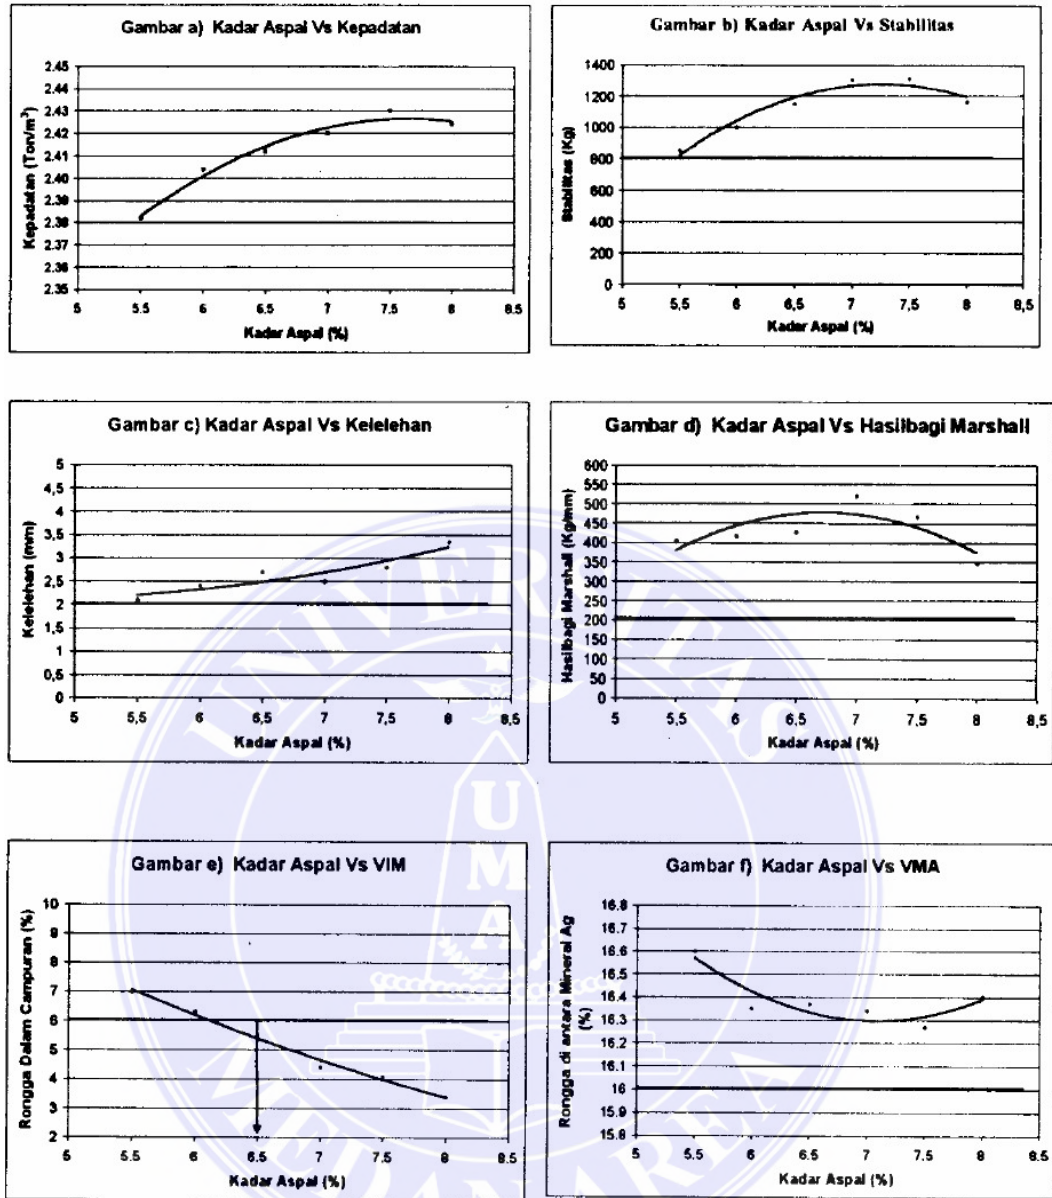 Gambar a) Kadar Aspal Vs Kepadatan
Kepadatan (Ton/m³)
2.45
2.44
2.43
2.42
2.41
2.40
2.39
2.38
2.37
2.36
2.35
5 5.5 6 6.5 7 7.5 8 8.5
Kadar Aspal (%)
Gambar b) Kadar Aspal Vs Stabilitas
Stabilitas (Kg)
1400
1200
1000
800
600
400
200
0
5 5,5 6 6,5 7 7,5 8 8,5
Kadar Aspal (%)
Gambar c) Kadar Aspal Vs Kelelehan
Kelelehan (mm)
5
4,5
4
3,5
3
2,5
2
1,5
1
0,5
0
5 5,5 6 6,5 7 7,5 8 8,5
Kadar Aspal (%)
Gambar d) Kadar Aspal Vs Hasilbagi Marshall
Hasilbagi Marshall (Kg/mm)
600
550
500
450
400
350
300
250
200
150
100
50
0
5 5,5 6 6,5 7 7,5 8 8,5
Kadar Aspal (%)
Gambar e) Kadar Aspal Vs VIM
Rongga Dalam Campuran (%)
10
9
8
7
6
5
4
3
2
5 5.5 6 6.5 7 7.5 8 8.5
Kadar Aspal (%)
Gambar f) Kadar Aspal Vs VMA
Rongga di antara Mineral Ag
(%)
16.8
16.7
16.6
16.5
16.4
16.3
16.2
16.1
16
15.9
15.8
5 5.5 6 6.5 7 7.5 8 8.5
Kadar Aspal (%)
UNIVERSITAS
UMA
MEDAN AREA